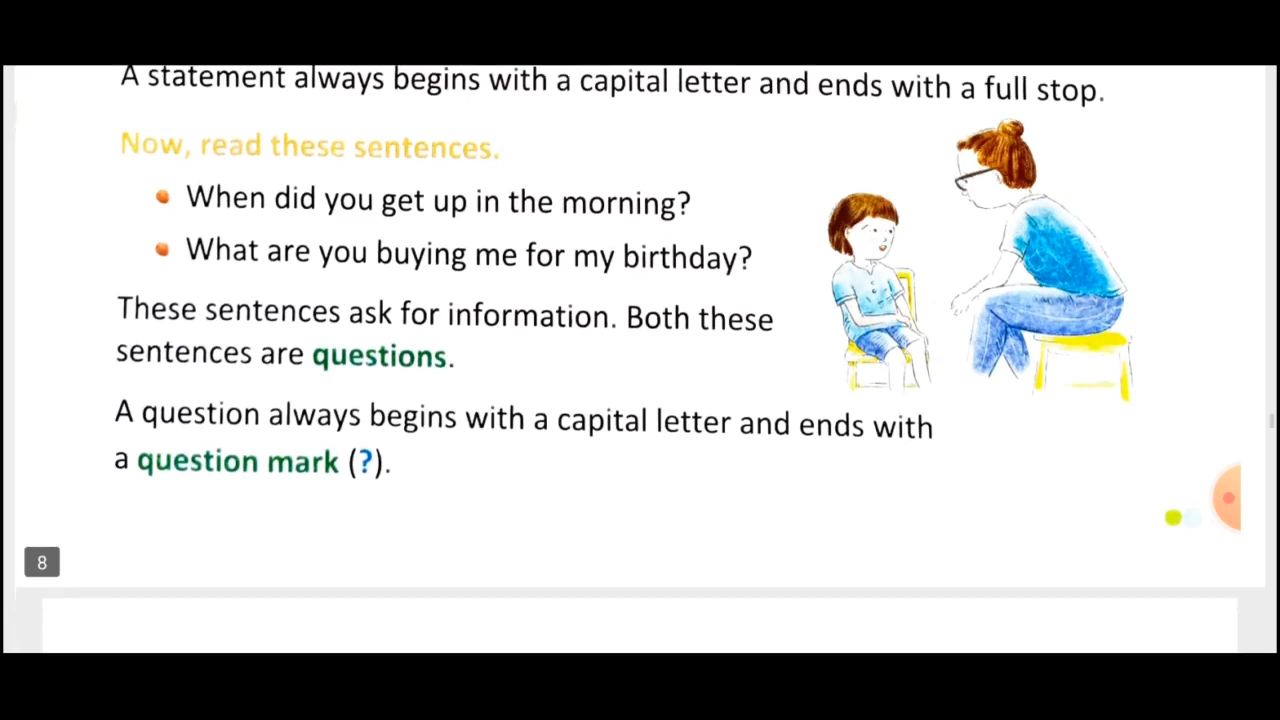 A statement always begins with a capital letter and ends with a full stop.
Now, read these sentences.
When did you get up in the morning?
What are you buying me for my birthday?
These sentences ask for information. Both these
sentences are questions.
A question always begins with a capital letter and ends with
a question mark (?).
8